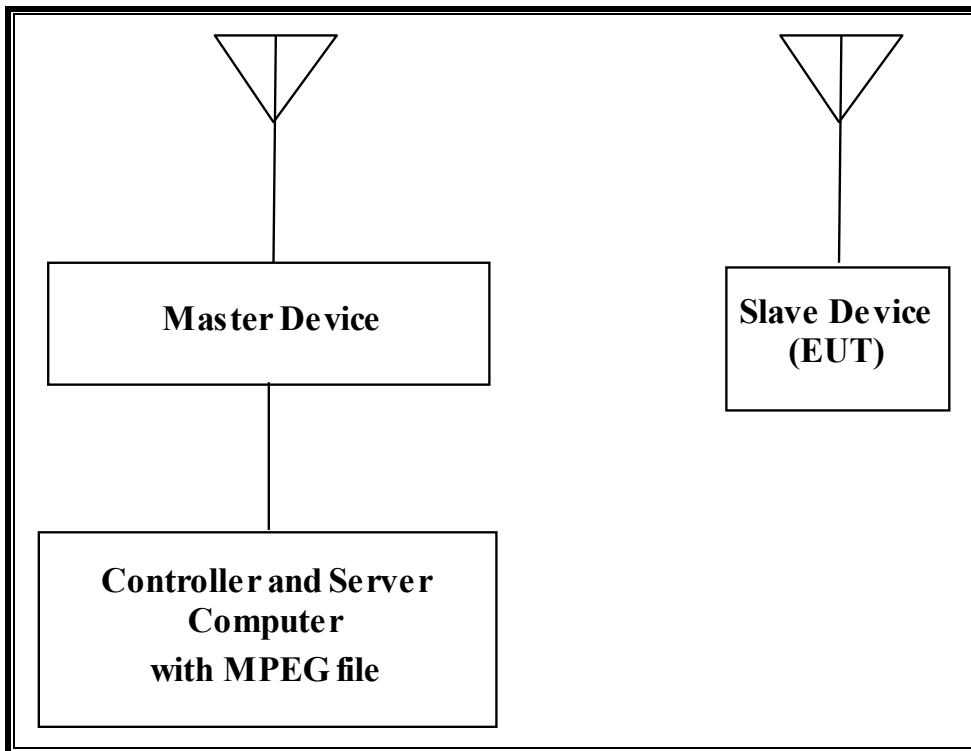 Master Device
Slave Device
(EUT)
Controller and Server
Computer
with MPEG file